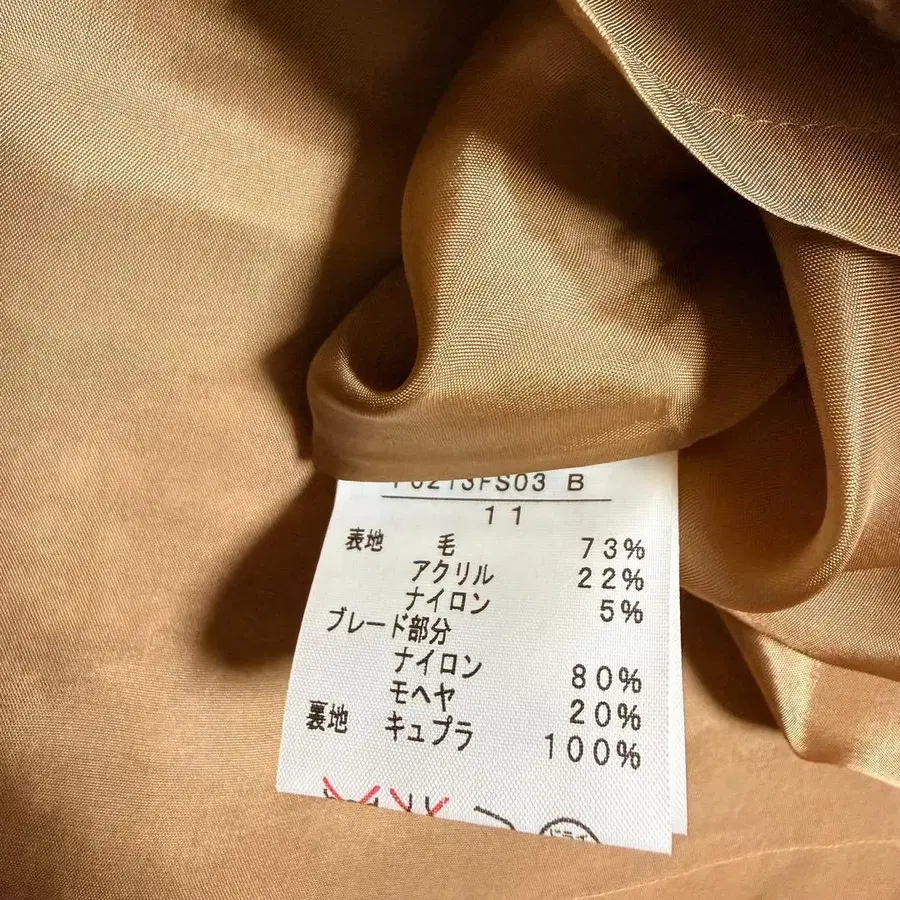 F0213FS03 B
11
表地 毛 73%
アクリル 22%
ナイロン 5%
ブレード部分
ナイロン 80%
モヘヤ 20%
裏地 キュプラ 100%